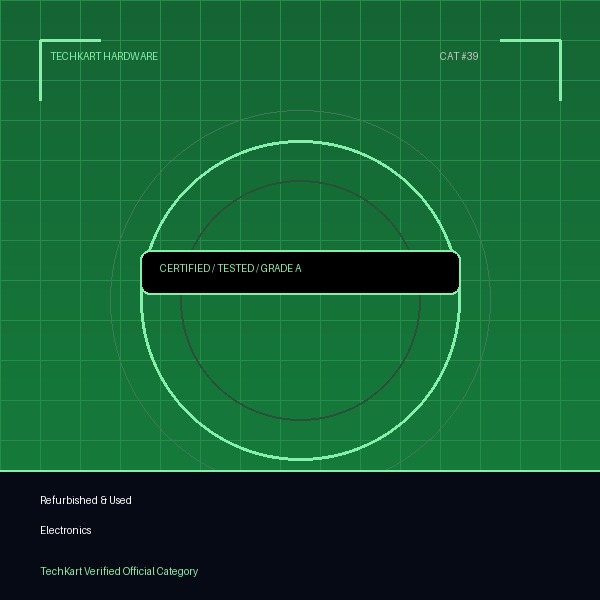 TECHKART HARDWARE
CAT #39
CERTIFIED / TESTED / GRADE A
Refurbished & Used
Electronics
TechKart Verified Official Category